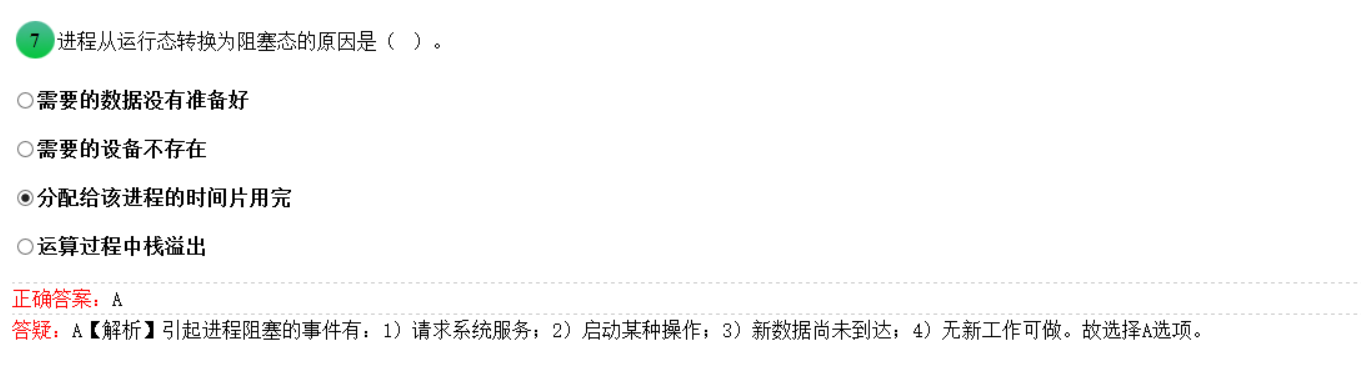 7 进程从运行态转换为阻塞态的原因是（ ）。
需要的数据没有准备好
需要的设备不存在
分配给该进程的时间片用完
运算过程中栈溢出
正确答案：A
答疑：A【解析】引起进程阻塞的事件有：1）请求系统服务；2）启动某种操作；3）新数据尚未到达；4）无新工作可做。故选择A选项。